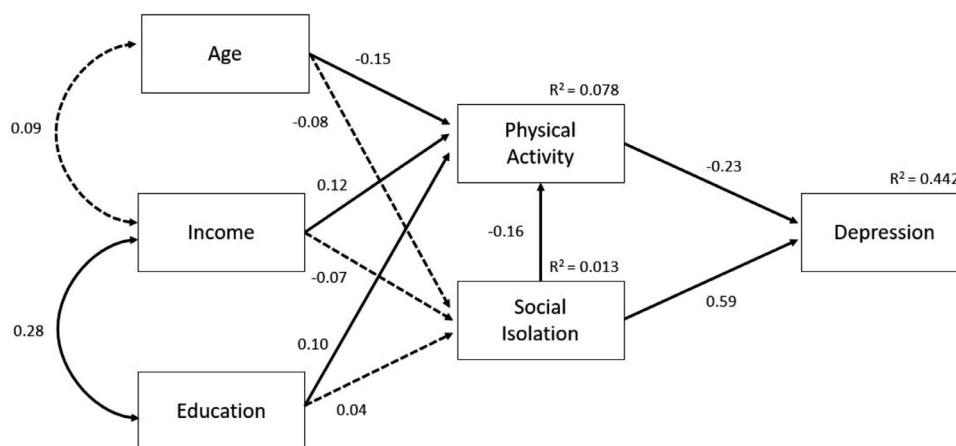 Age
-0.15
R² = 0.078
0.09
-0.08
Physical
Activity
-0.23
R² = 0.442
0.12
Income
-0.16
Depression
-0.07
R² = 0.013
0.28
Social
Isolation
0.59
0.10
Education
0.04